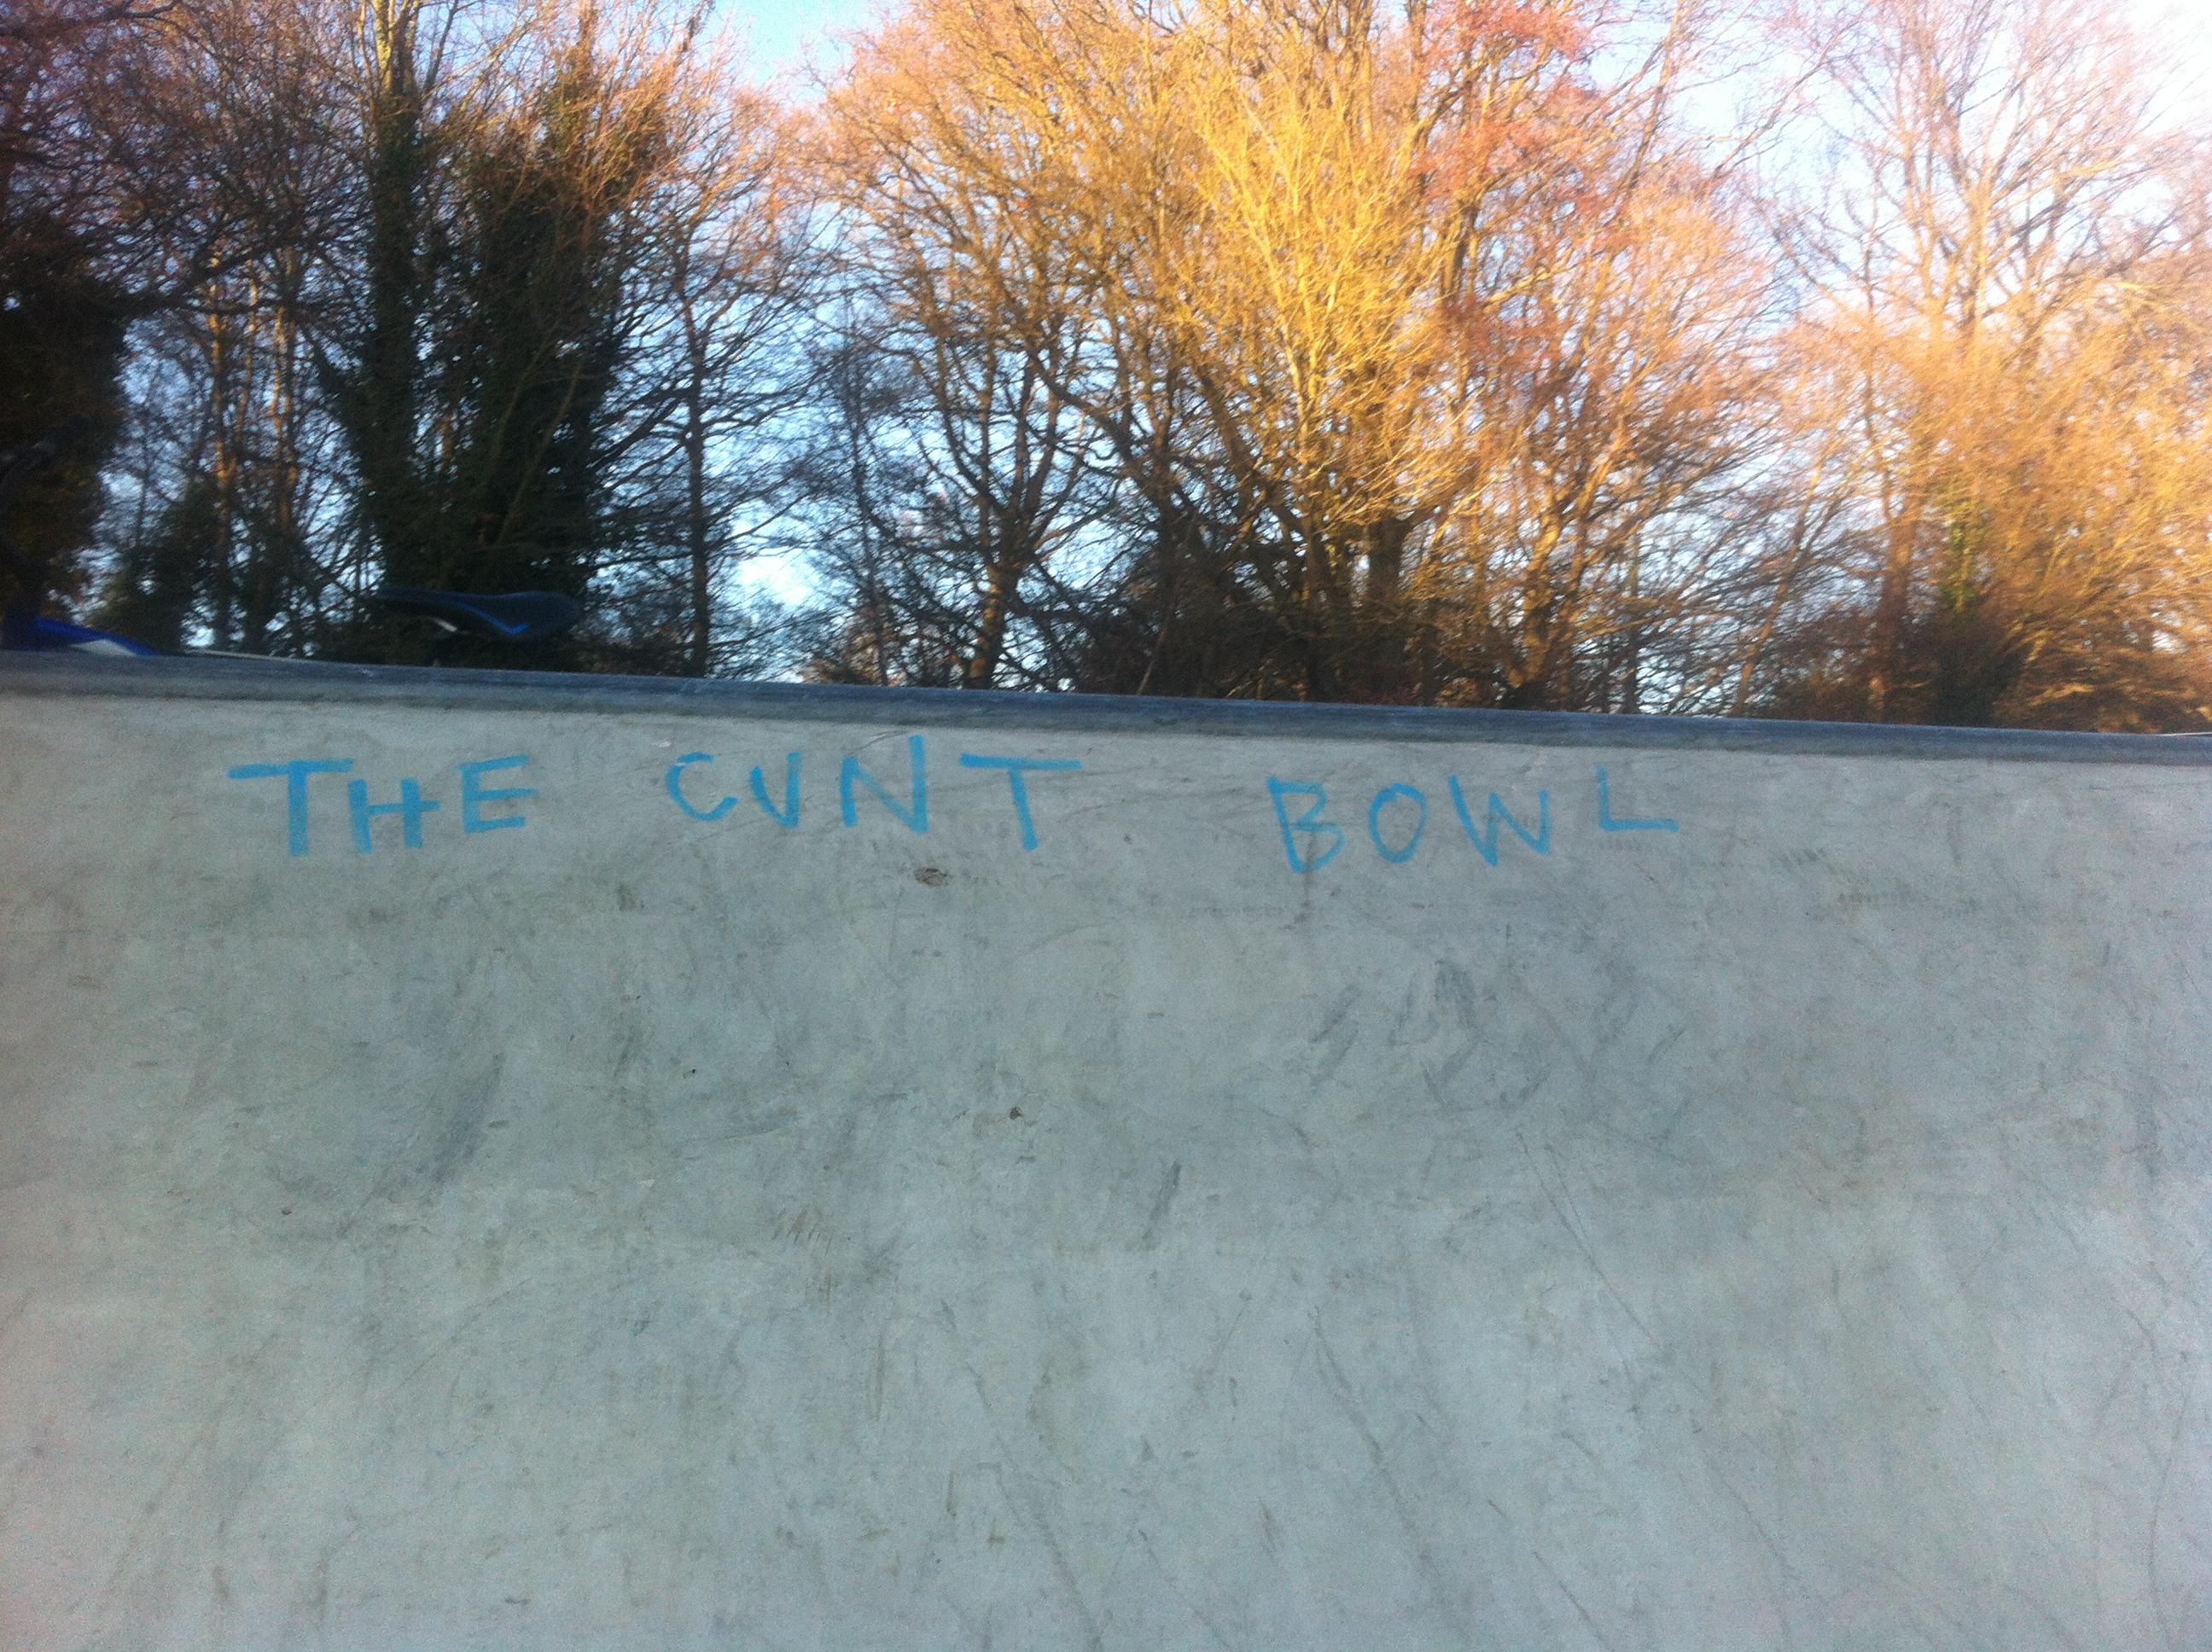 THE CUNT BOWL